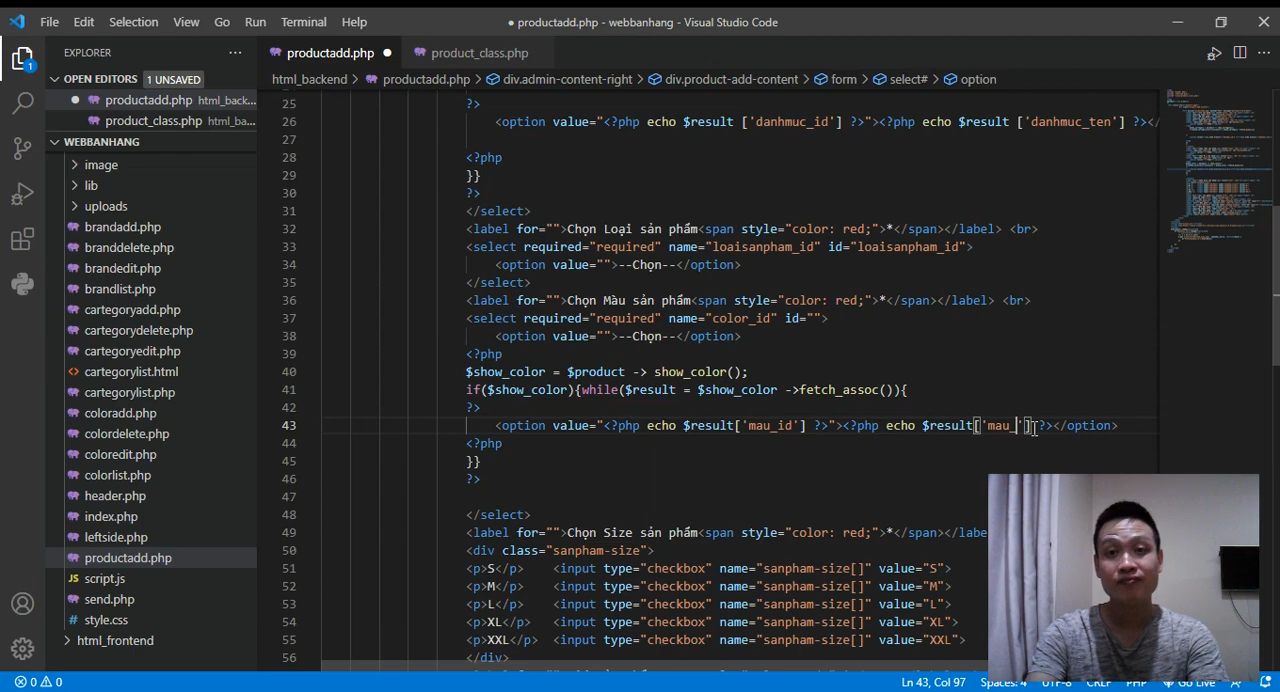 File Edit Selection View Go Run Terminal Help
● productadd.php - webbanhang - Visual Studio Code
EXPLORER
OPEN EDITORS 1 UNSAVED
● productadd.php html_back...
product_class.php html_ba...
WEBBANHANG
image
lib
uploads
brandadd.php
branddelete.php
brandedit.php
brandlist.php
cartegoryadd.php
cartegorydelete.php
cartegoryedit.php
cartegorylist.html
cartegorylist.php
coloradd.php
colordelete.php
coloredit.php
colorlist.php
header.php
index.php
leftside.php
productadd.php
script.js
send.php
style.css
html_frontend
productadd.php ● product_class.php
html_backend > productadd.php > div.admin-content-right > div.product-add-content > form > select# > option
25 ?>
26 <option value="<?php echo $result ['danhmuc_id'] ?>"><?php echo $result ['danhmuc_ten'] ?></
27
28 <?php
29 }}
30 ?>
31 </select>
32 <label for="">Chọn Loại sản phẩm<span style="color: red;">*</span></label> <br>
33 <select required="required" name="loaisanpham_id" id="loaisanpham_id">
34 <option value="">--Chọn--</option>
35 </select>
36 <label for="">Chọn Màu sản phẩm<span style="color: red;">*</span></label> <br>
37 <select required="required" name="color_id" id="">
38 <option value="">--Chọn--</option>
39 <?php
40 $show_color = $product -> show_color();
41 if($show_color){while($result = $show_color ->fetch_assoc()){
42 ?>
43 <option value="<?php echo $result['mau_id'] ?>"><?php echo $result['mau_'] ?></option>
44 <?php
45 }}
46 ?>
47
48 </select>
49 <label for="">Chọn Size sản phẩm<span style="color: red;">*</span></labe
50 <div class="sanpham-size">
51 <p>S</p> <input type="checkbox" name="sanpham-size[]" value="S">
52 <p>M</p> <input type="checkbox" name="sanpham-size[]" value="M">
53 <p>L</p> <input type="checkbox" name="sanpham-size[]" value="L">
54 <p>XL</p> <input type="checkbox" name="sanpham-size[]" value="XL">
55 <p>XXL</p> <input type="checkbox" name="sanpham-size[]" value="XXL">
56 </div>
0 0 Ln 43, Col 97 Spaces: 4 UTF-8 CRLF PHP Go Live